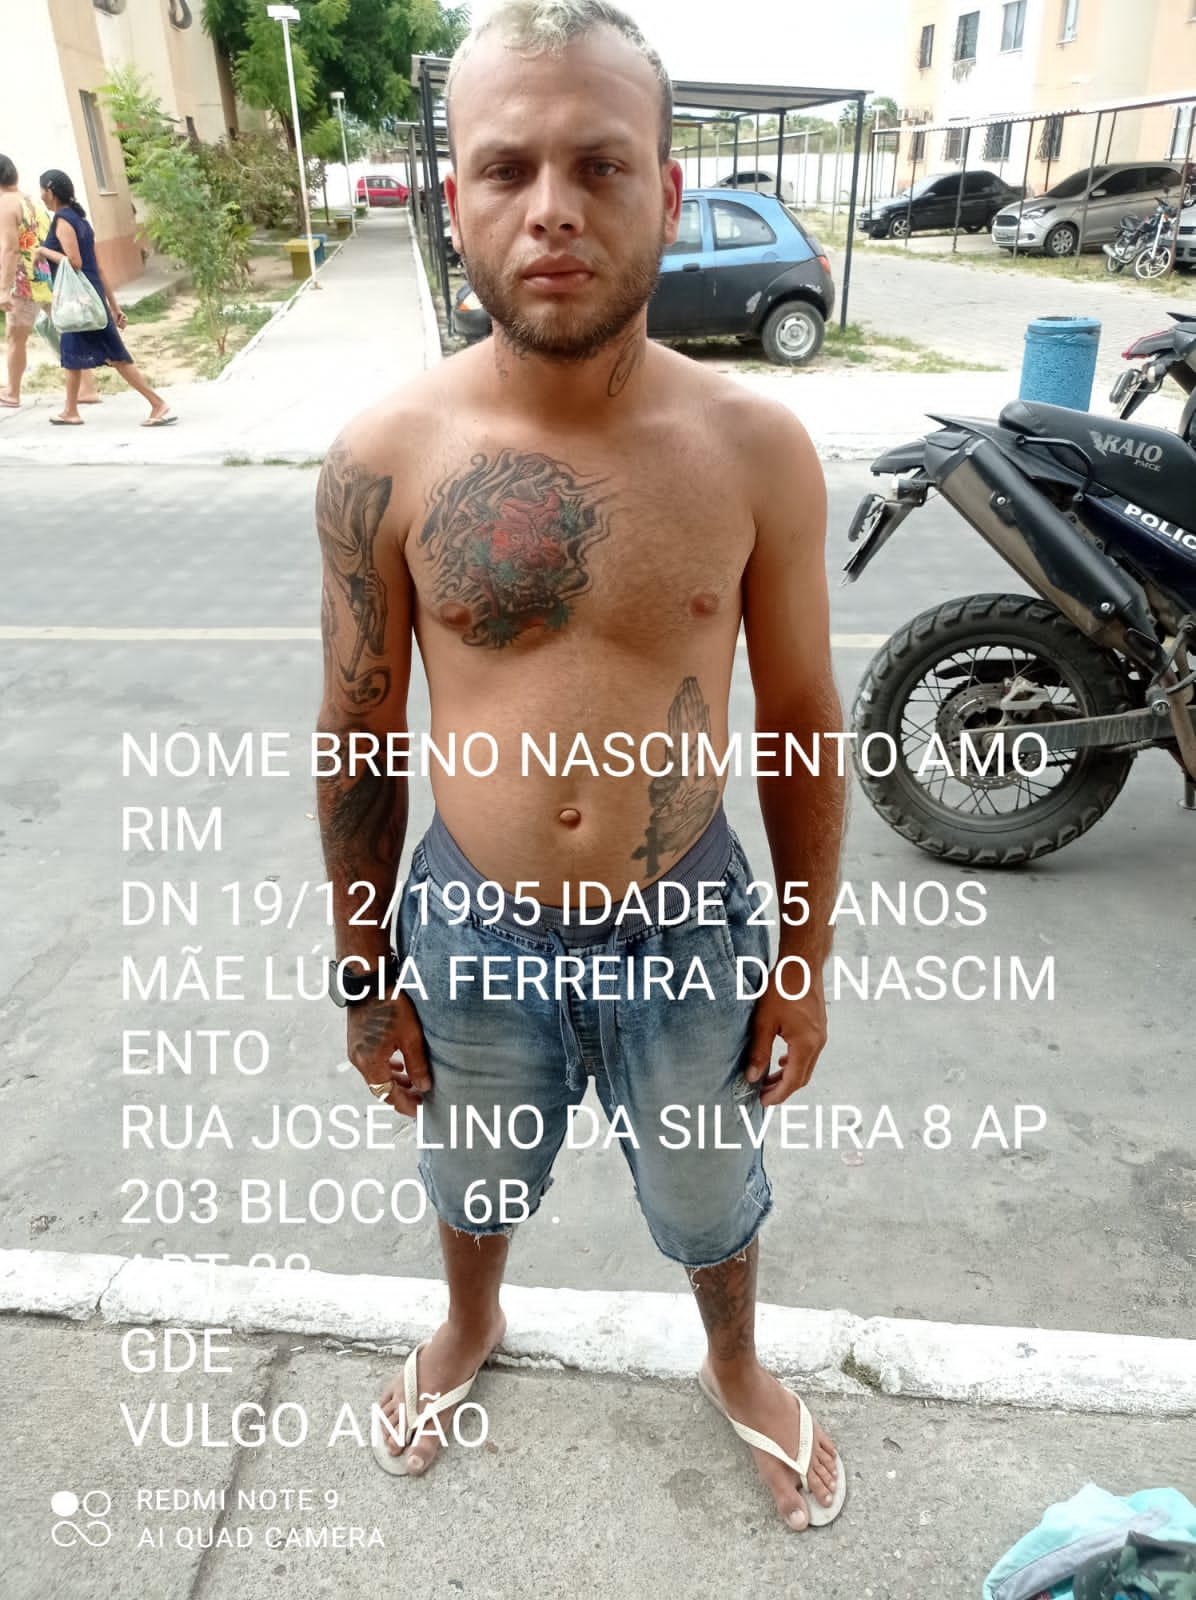 RAIO
PMCE
POLIC
NOME BRENO NASCIMENTO AMO
RIM
DN 19/12/1995 IDADE 25 ANOS
MÃE LÚCIA FERREIRA DO NASCIM
ENTO
RUA JOSÉ LINO DA SILVEIRA 8 AP
203 BLOCO 6B .
ART 28
GDE
VULGO ANÃO
REDMI NOTE 9
AI QUAD CAMERA